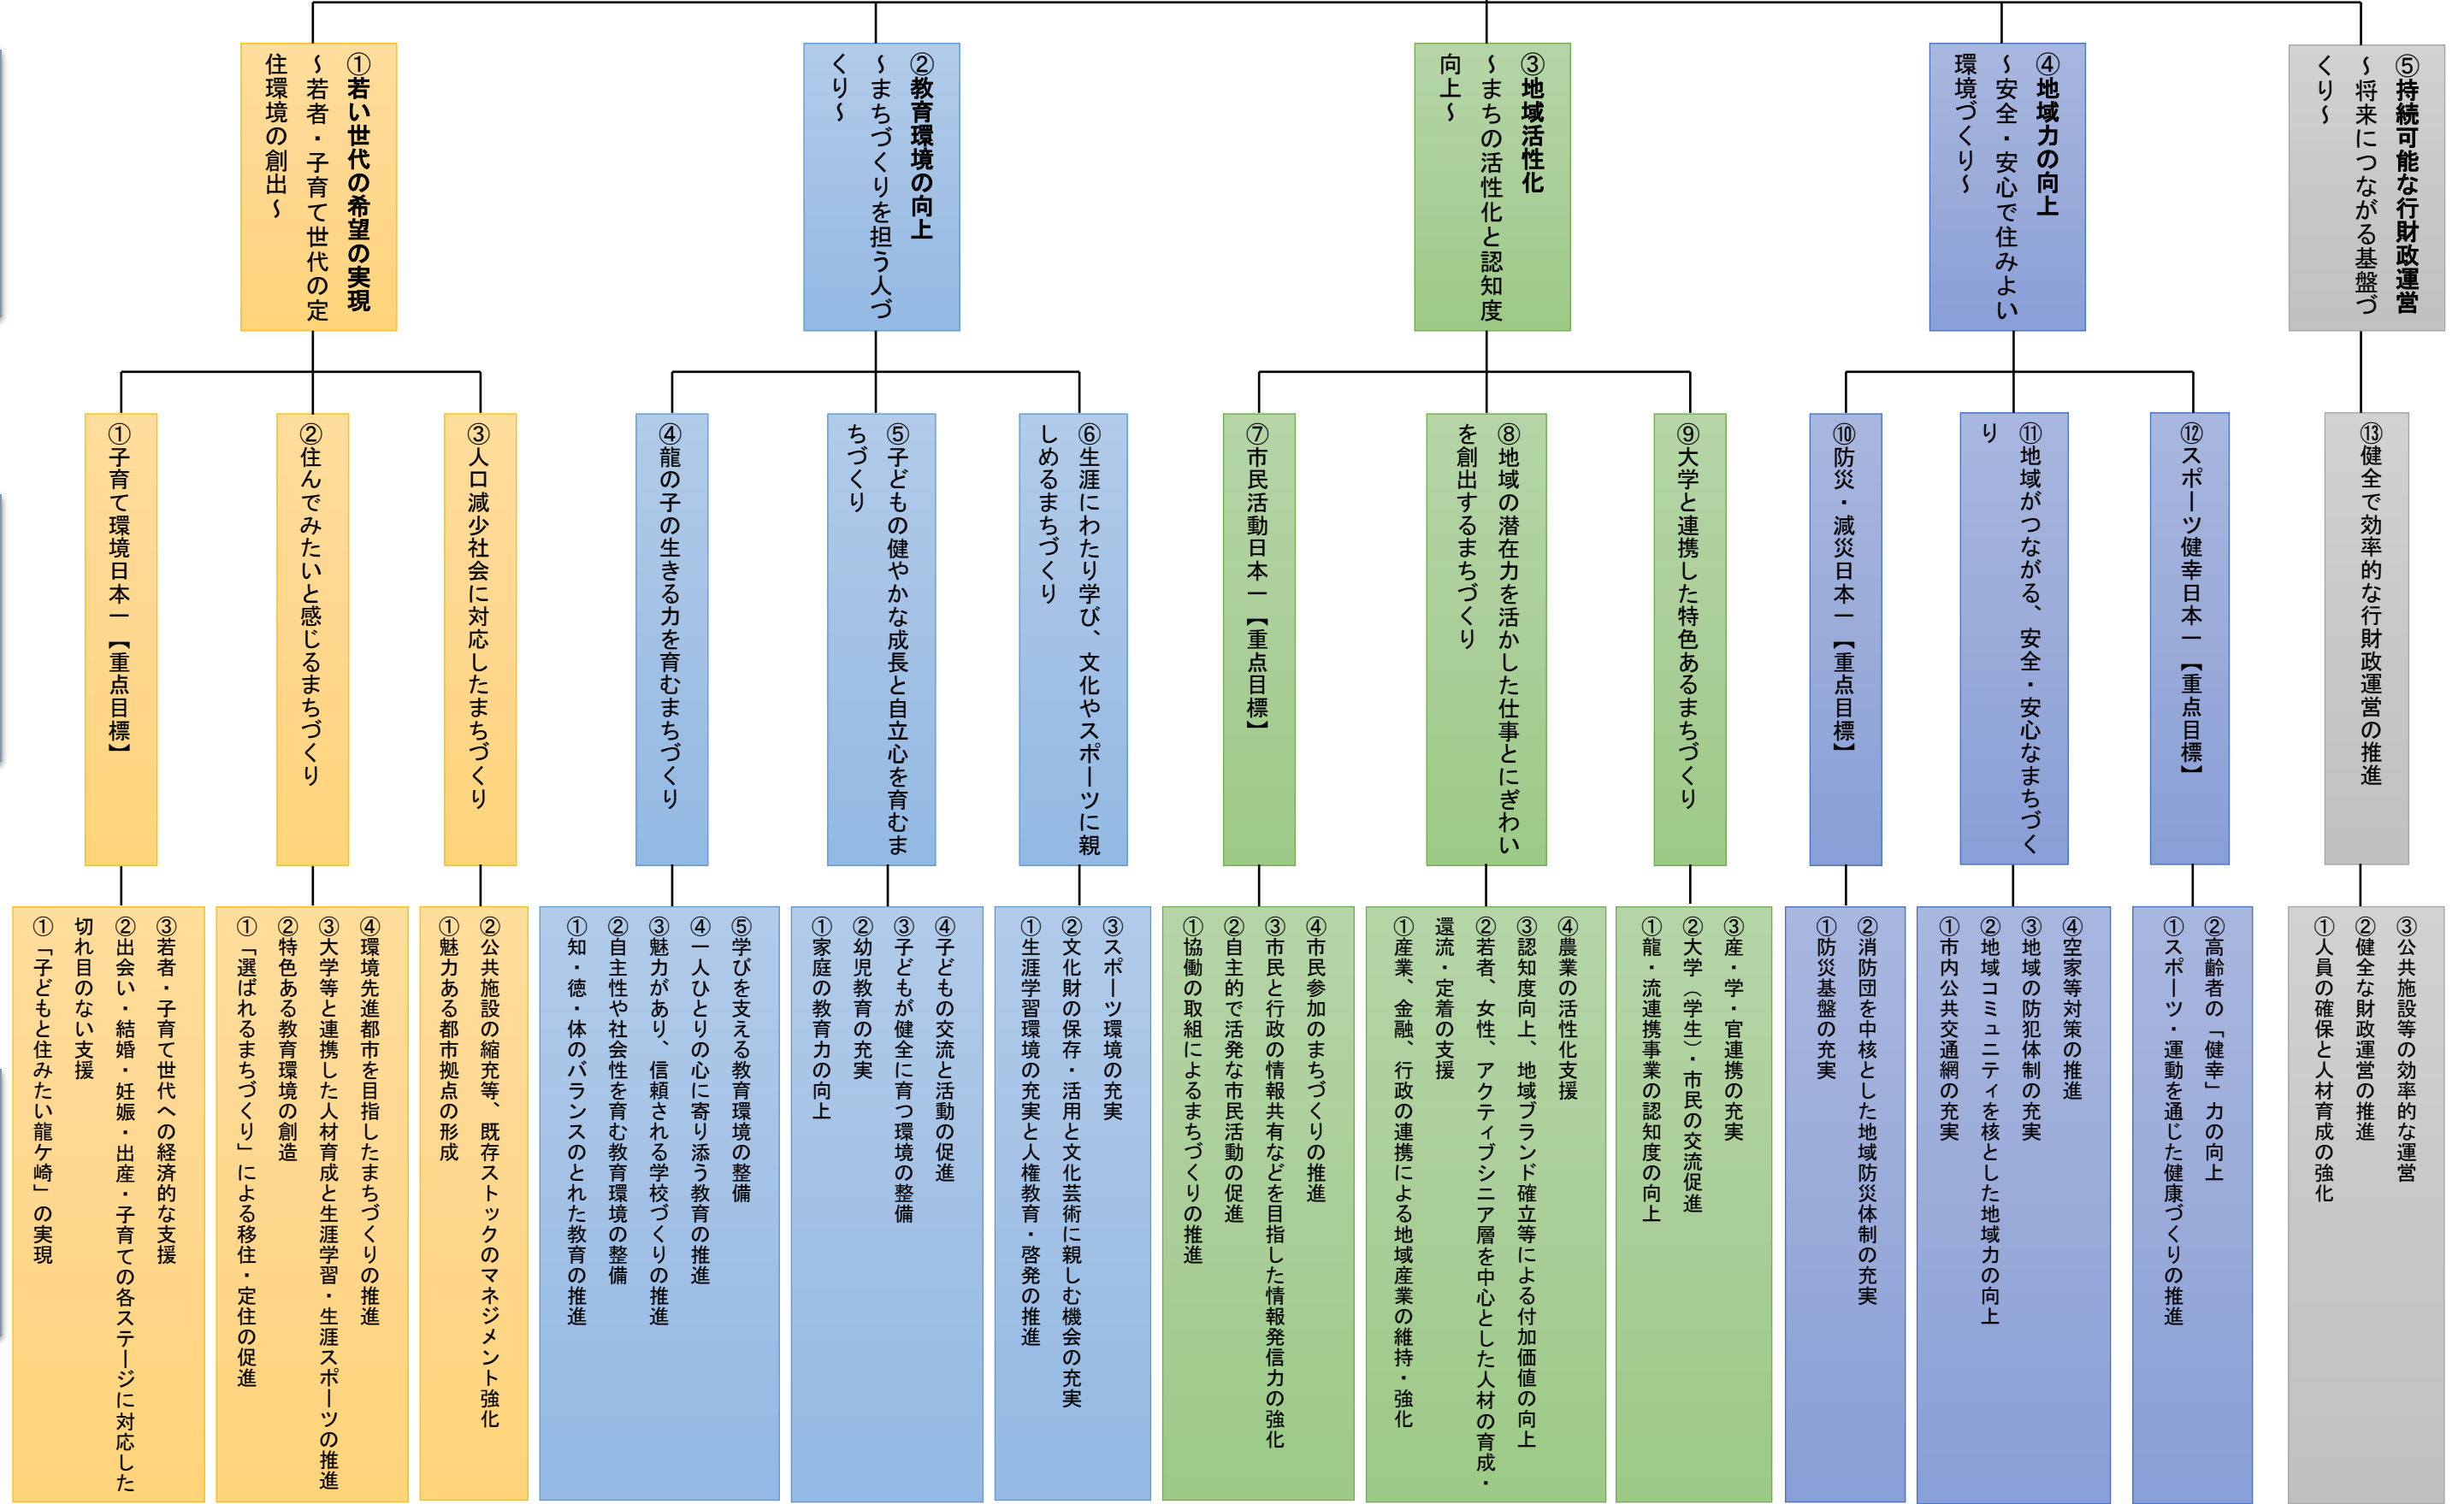 ①若い世代の希望の実現
～若者・子育て世代の定
住環境の創出～
②教育環境の向上
～まちづくりを担う人づ
くり～
③地域活性化
～まちの活性化と認知度
向上～
④地域力の向上
～安全・安心で住みよい
環境づくり～
⑤持続可能な行財政運営
～将来につながる基盤づ
くり～
①子育て環境日本一【重点目標】
②住んでみたいと感じるまちづくり
③人口減少社会に対応したまちづくり
④龍の子の生きる力を育むまちづくり
⑤子どもの健やかな成長と自立心を育むま
ちづくり
⑥生涯にわたり学び、文化やスポーツに親
しめるまちづくり
⑦市民活動日本一【重点目標】
⑧地域の潜在力を活かした仕事とにぎわい
を創出するまちづくり
⑨大学と連携した特色あるまちづくり
⑩防災・減災日本一【重点目標】
⑪地域がつながる、安全・安心なまちづく
り
⑫スポーツ健幸日本一【重点目標】
⑬健全で効率的な行財政運営の推進
①「子どもと住みたい龍ケ崎」の実現
②出会い・結婚・妊娠・出産・子育ての各ステージに対応した
切れ目のない支援
③若者・子育て世代への経済的な支援
①「選ばれるまちづくり」による移住・定住の促進
②特色ある教育環境の創造
③大学等と連携した人材育成と生涯学習・生涯スポーツの推進
④環境先進都市を目指したまちづくりの推進
①魅力ある都市拠点の形成
②公共施設の縮充等、既存ストックのマネジメント強化
①知・徳・体のバランスのとれた教育の推進
②自主性や社会性を育む教育環境の整備
③魅力があり、信頼される学校づくりの推進
④一人ひとりの心に寄り添う教育の推進
⑤学びを支える教育環境の整備
①家庭の教育力の向上
②幼児教育の充実
③子どもが健全に育つ環境の整備
④子どもの交流と活動の促進
①生涯学習環境の充実と人権教育・啓発の推進
②文化財の保存・活用と文化芸術に親しむ機会の充実
③スポーツ環境の充実
①協働の取組によるまちづくりの推進
②自主的で活発な市民活動の促進
③市民と行政の情報共有などを目指した情報発信力の強化
④市民参加のまちづくりの推進
①産業、金融、行政の連携による地域産業の維持・強化
②若者、女性、アクティブシニア層を中心とした人材の育成・
還流・定着の支援
③認知度向上、地域ブランド確立等による付加価値の向上
④農業の活性化支援
①龍・流連携事業の認知度の向上
②大学（学生）・市民の交流促進
③産・学・官連携の充実
①防災基盤の充実
②消防団を中核とした地域防災体制の充実
①市内公共交通網の充実
②地域コミュニティを核とした地域力の向上
③地域の防犯体制の充実
④空家等対策の推進
①スポーツ・運動を通じた健康づくりの推進
②高齢者の「健幸」力の向上
①人員の確保と人材育成の強化
②健全な財政運営の推進
③公共施設等の効率的な運営